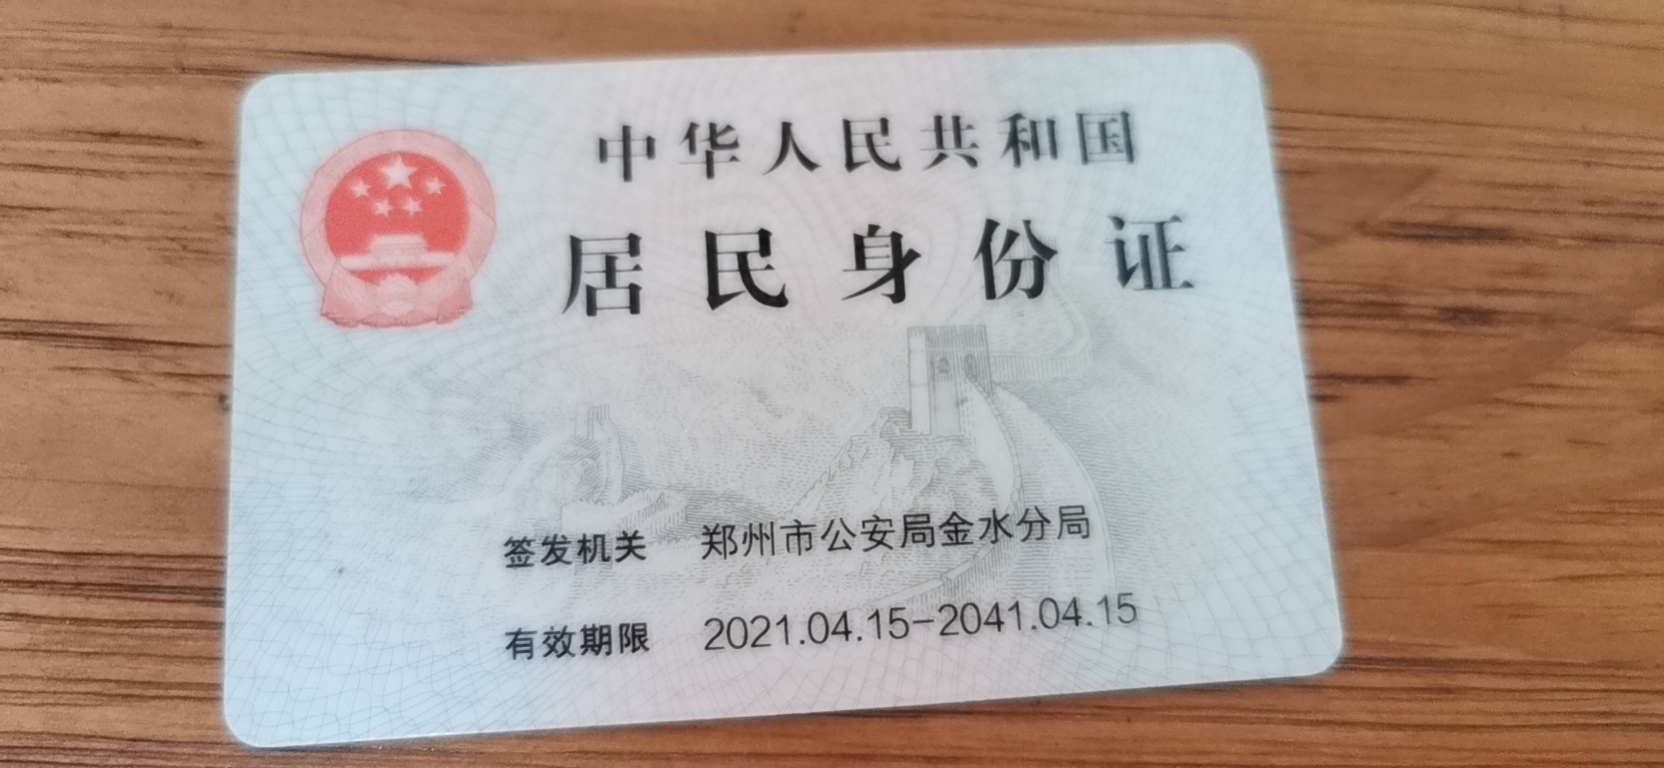 中华人民共和国
居民身份证
签发机关 郑州市公安局金水分局
有效期限 2021.04.15-2041.04.15